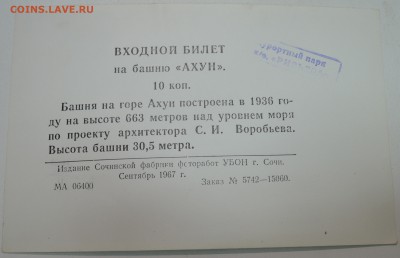 COINS.LAVE.RU
ВХОДНОЙ БИЛЕТ
на башню «АХУН».
10 коп.
Башня на горе Ахун построена в 1936 го-
ду на высоте 663 метров над уровнем моря
по проекту архитектора С. И. Воробьева.
Высота башни 30,5 метра.
Издание Сочинской фабрики фоторабот УБОН г. Сочи.
Сентябрь 1967 г.
МА 06400 Заказ № 5742—15060.